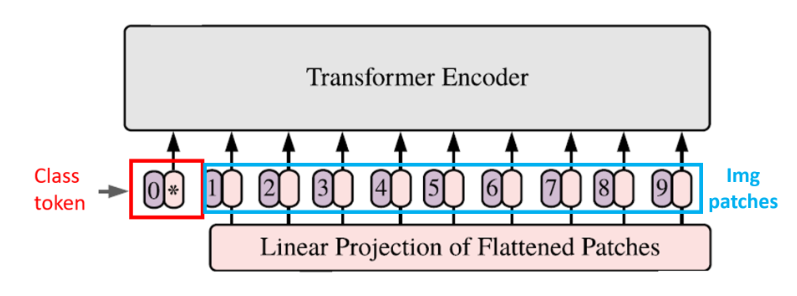 Transformer Encoder
Class
token
0 * 1 2 3 4 5 6 7 8 9
Img
patches
Linear Projection of Flattened Patches